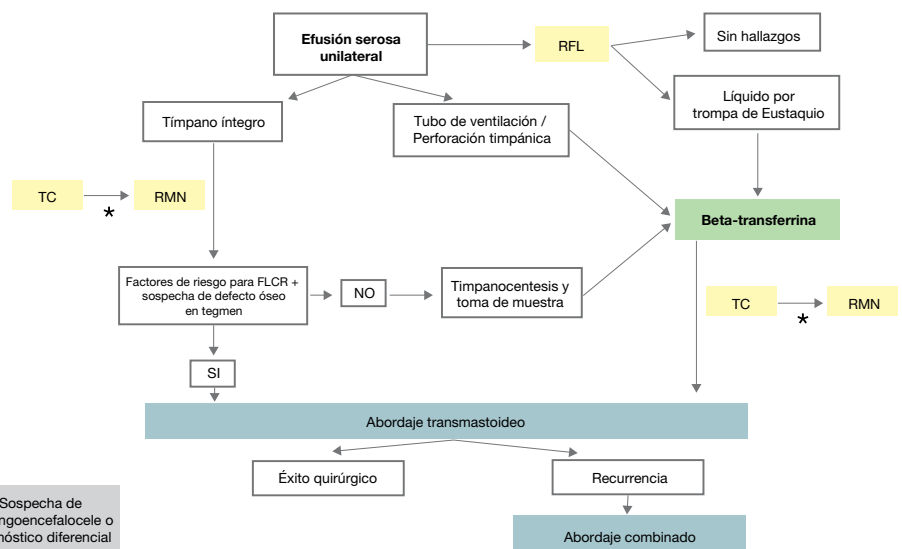 Efusión serosa
unilateral
RFL
Sin hallazgos
Líquido por
trompa de Eustaquio
Tímpano íntegro
Tubo de ventilación /
Perforación timpánica
TC
*
RMN
Beta-transferrina
Factores de riesgo para FLCR +
sospecha de defecto óseo
en tegmen
NO
Timpanocentesis y
toma de muestra
TC
*
RMN
SI
Abordaje transmastoideo
Éxito quirúrgico
Recurrencia
Sospecha de
ngoencefalocele o
nóstico diferencial
Abordaje combinado